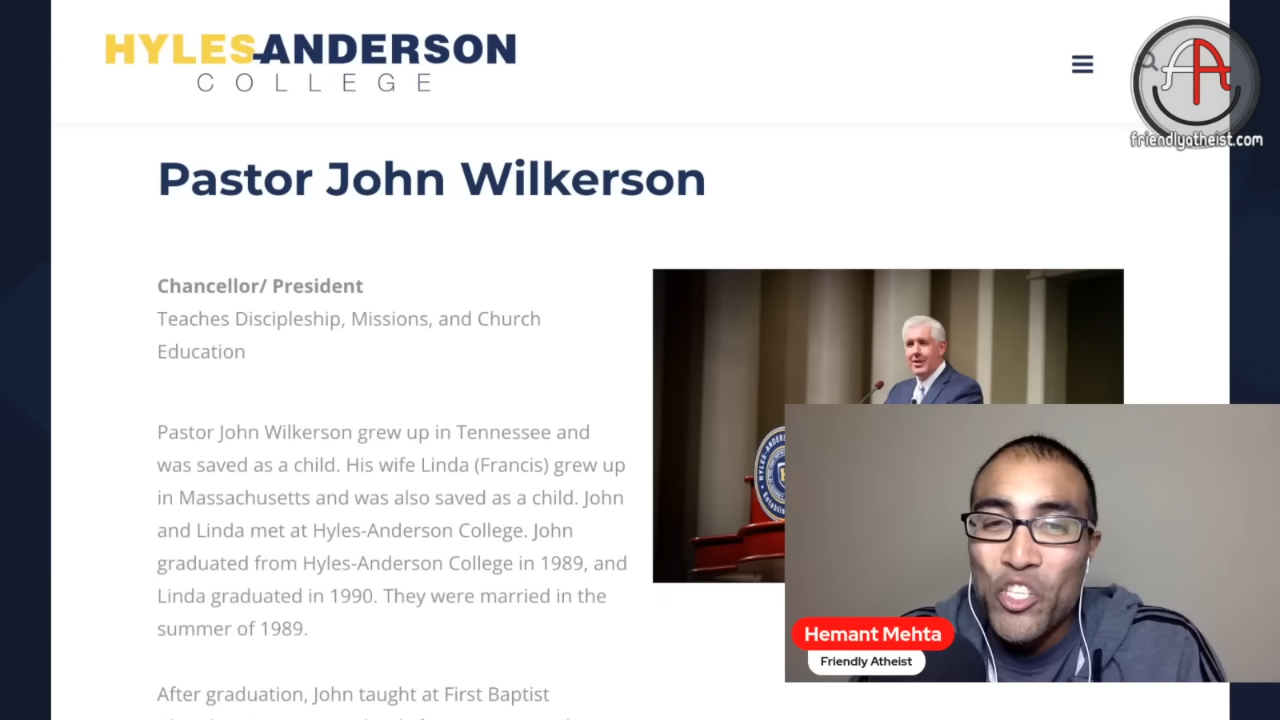 HYLES-ANDERSON
COLLEGE
friendlyatheist.com
Pastor John Wilkerson
Chancellor/ President
Teaches Discipleship, Missions, and Church
Education
Pastor John Wilkerson grew up in Tennessee and
was saved as a child. His wife Linda (Francis) grew up
in Massachusetts and was also saved as a child. John
and Linda met at Hyles-Anderson College. John
graduated from Hyles-Anderson College in 1989, and
Linda graduated in 1990. They were married in the
summer of 1989.
After graduation, John taught at First Baptist
Hemant Mehta
Friendly Atheist